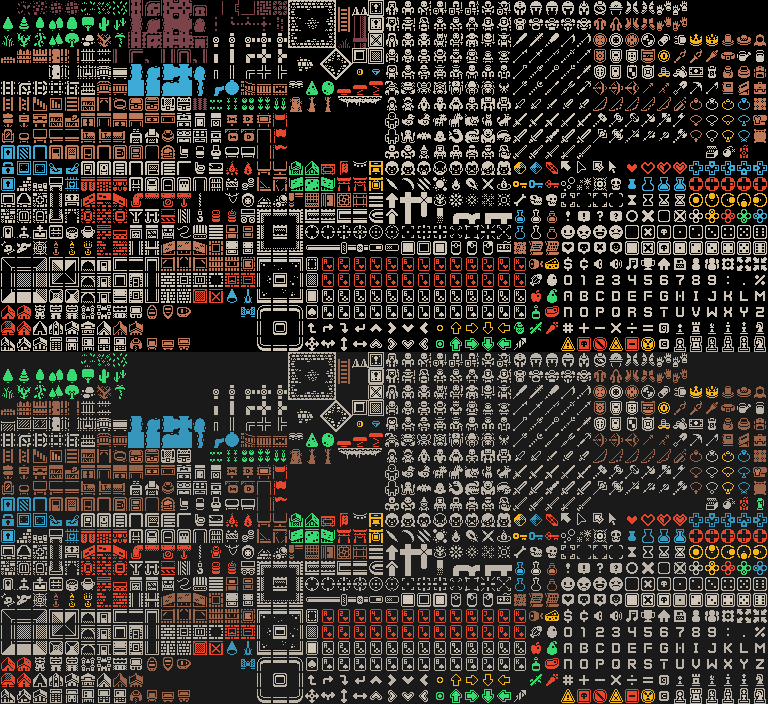 ! ! ? ?
$ ¢
0 1 2 3 4 5 6 7 8 9 : . %
A B C D E F G H I J K L M
N O P Q R S T U V W X Y Z
# + - × ÷ =
! ! ? ?
$ ¢
0 1 2 3 4 5 6 7 8 9 : . %
A B C D E F G H I J K L M
N O P Q R S T U V W X Y Z
# + - × ÷ =